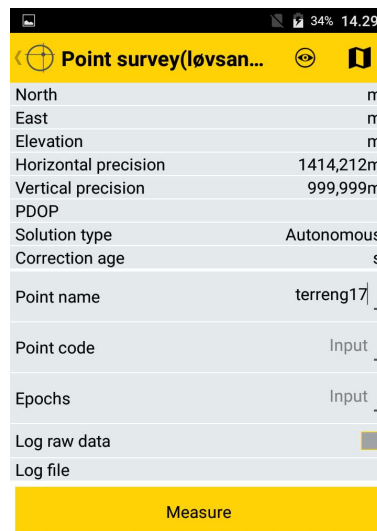 34% 14.29
Point survey(løvsan...
North m
East m
Elevation m
Horizontal precision 1414,212m
Vertical precision 999,999m
PDOP
Solution type Autonomous
Correction age s
Point name terreng17
Point code Input
Epochs Input
Log raw data
Log file
Measure